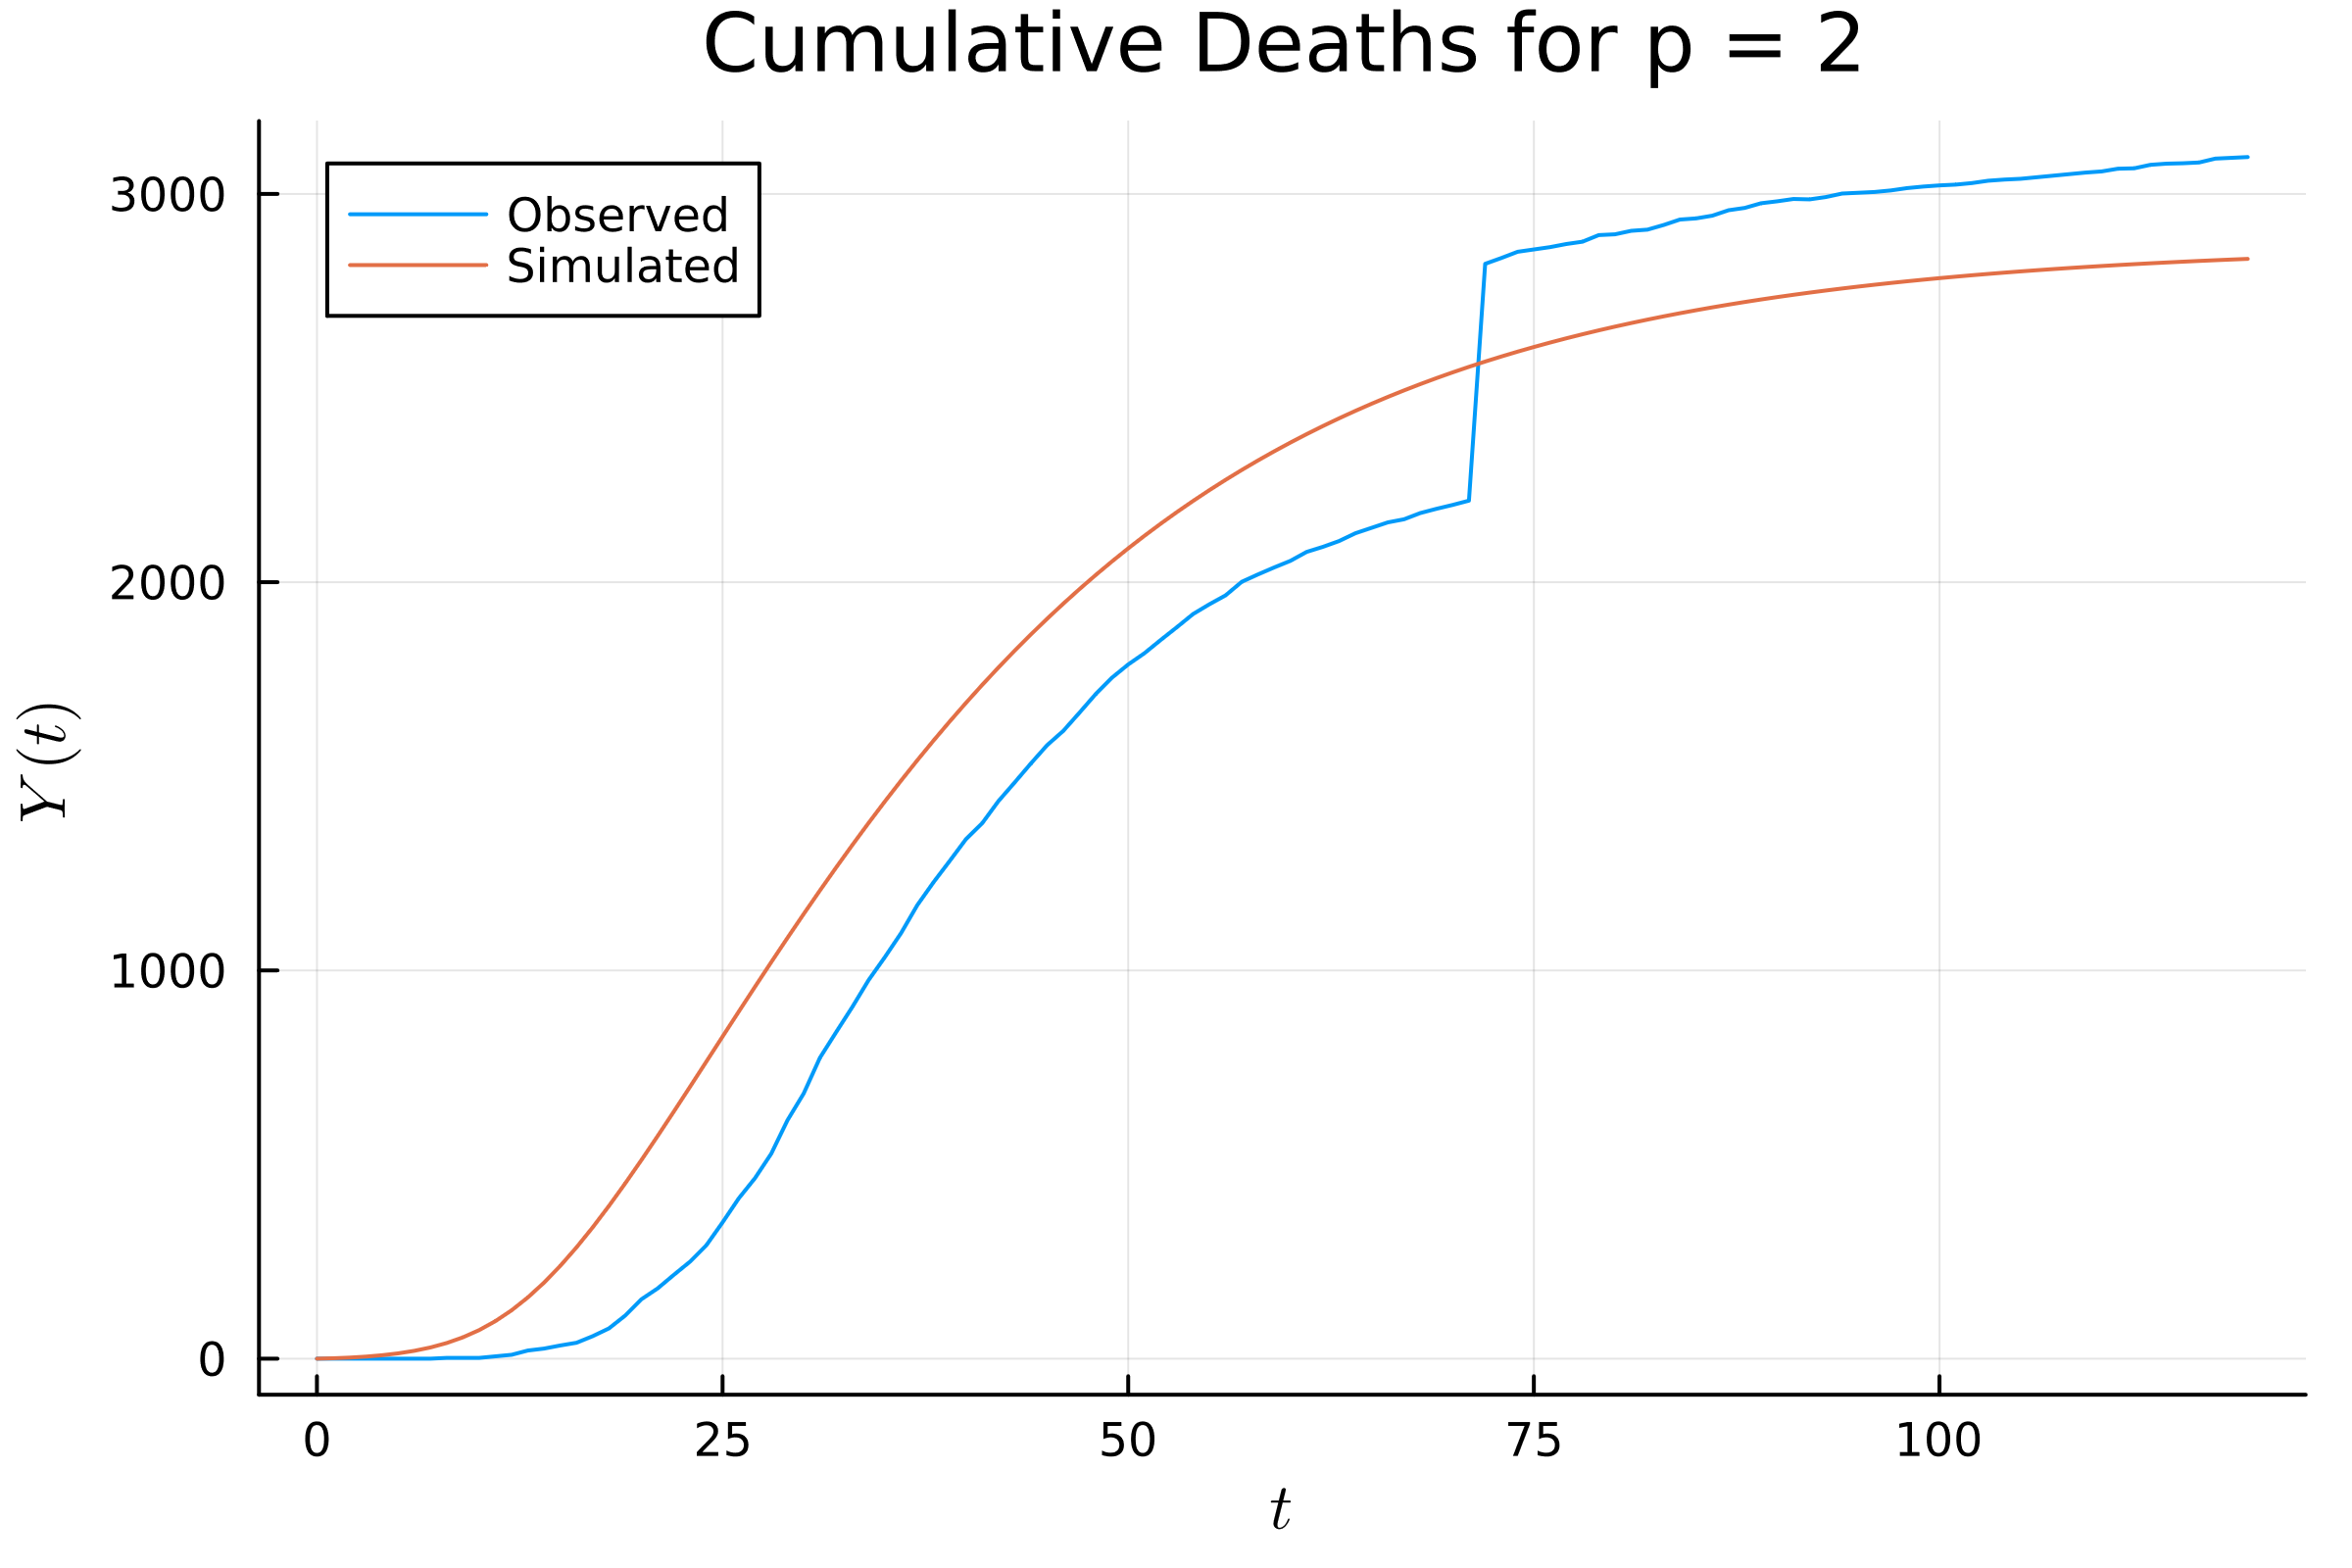 Cumulative Deaths for p = 2
Observed
Simulated
3000
2000
1000
0
Y(t)
0 25 50 75 100
t